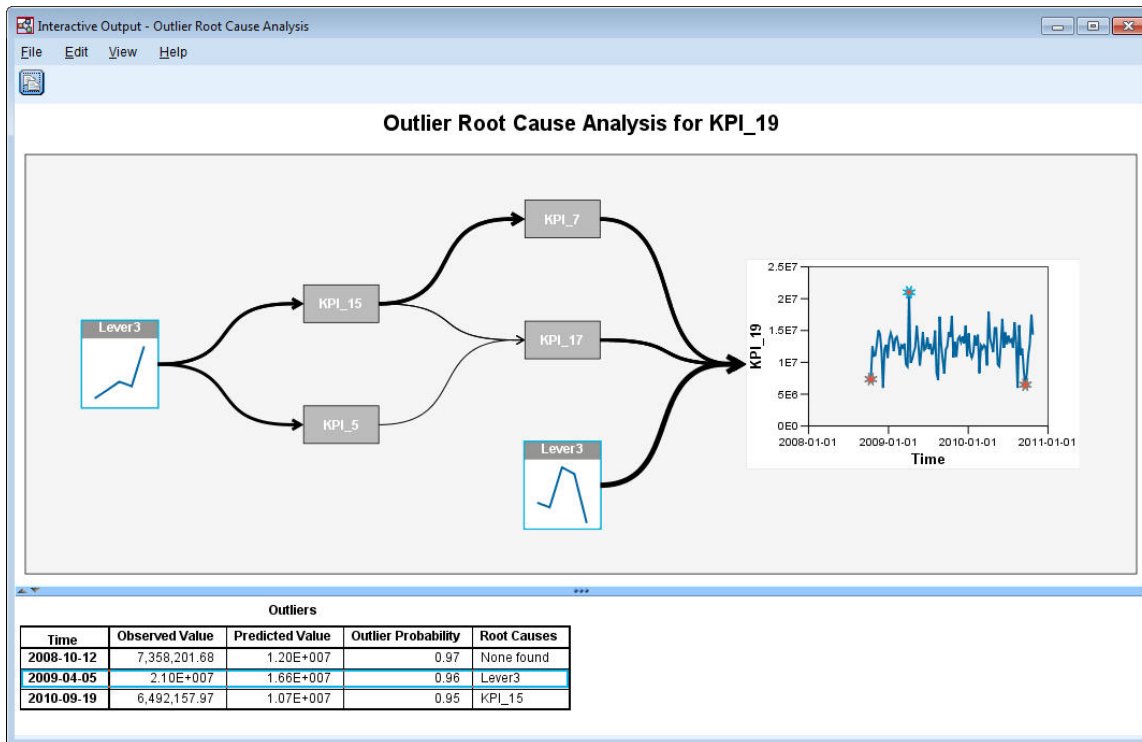 Interactive Output - Outlier Root Cause Analysis
File Edit View Help
Outlier Root Cause Analysis for KPI_19
KPI_7
KPI_15
Lever3
KPI_17
KPI_5
Lever3
2.5E7
2E7
1.5E7
1E7
5E6
0E0
KPI_19
2008-01-01 2009-01-01 2010-01-01 2011-01-01
Time
Outliers
Time Observed Value Predicted Value Outlier Probability Root Causes
2008-10-12 7,358,201.68 1.20E+007 0.97 None found
2009-04-05 2.10E+007 1.66E+007 0.96 Lever3
2010-09-19 6,492,157.97 1.07E+007 0.95 KPI_15